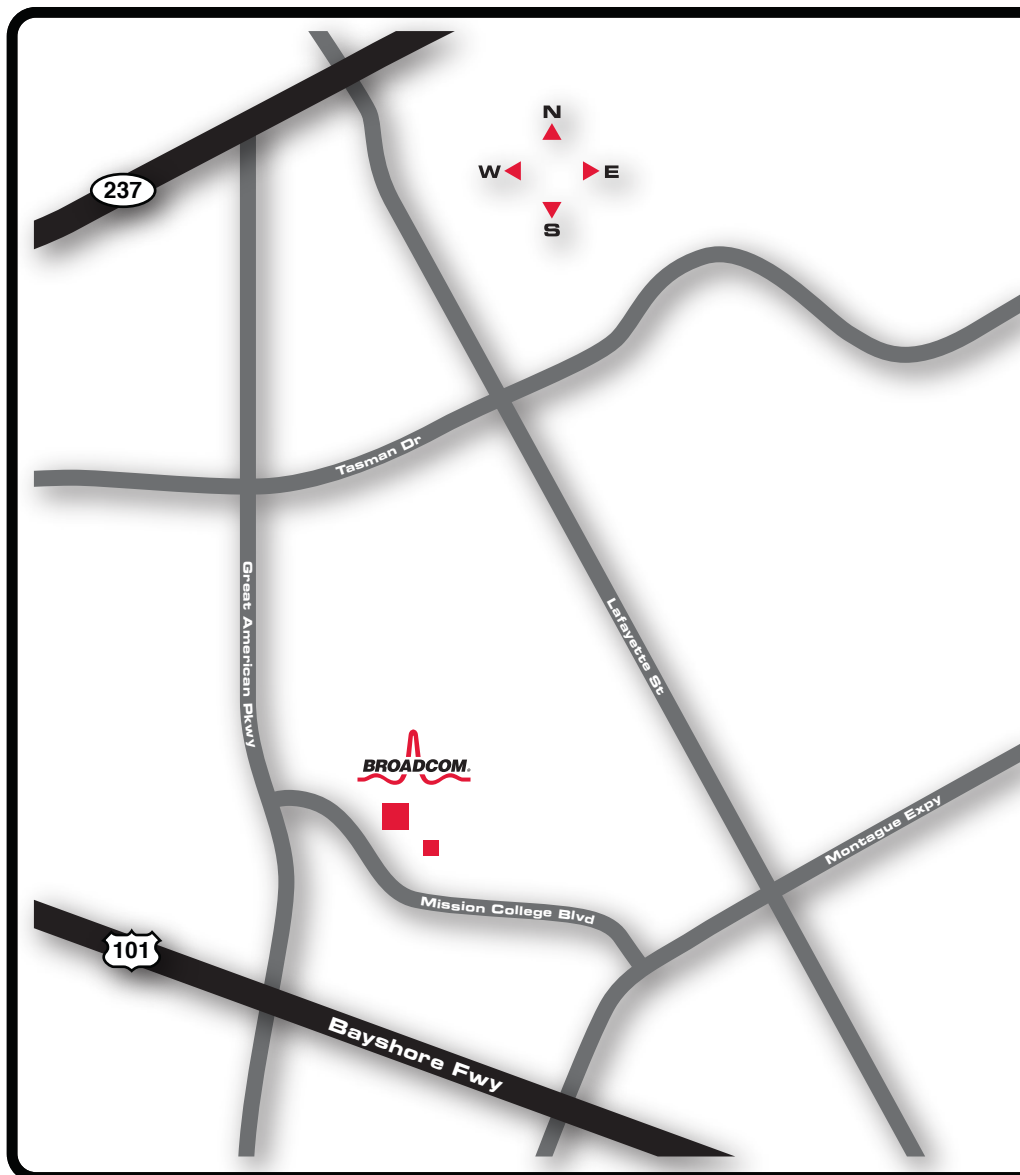 N
W
E
S
237
Tasman Dr
Great American Pkwy
Lafayette St
BROADCOM®
Montague Expy
Mission College Blvd
101
Bayshore Fwy